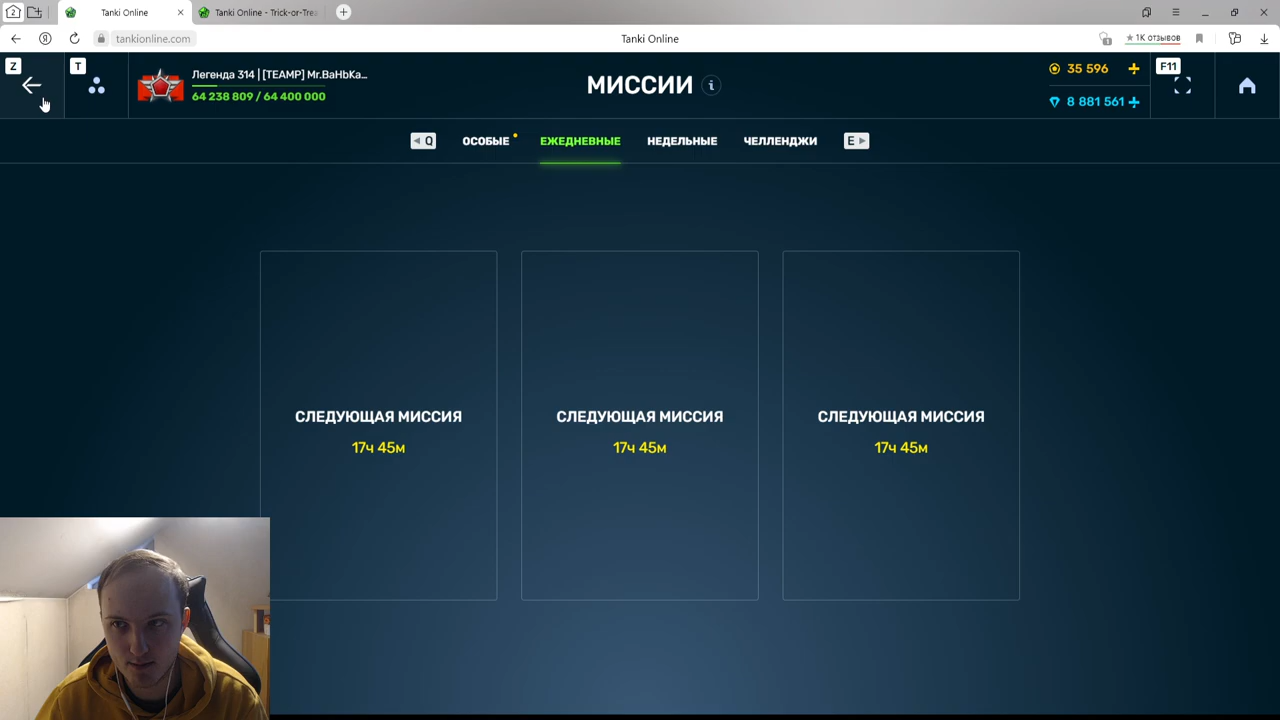 2
Tanki Online
Tanki Online - Trick-or-Trea
tankionline.com
Tanki Online
1K отзывов
Z
T
Легенда 314 | [TEAMP] Mr.BaHbKa...
64 238 809 / 64 400 000
МИССИИ
i
35 596
8 881 561
F11
Q
ОСОБЫЕ
ЕЖЕДНЕВНЫЕ
НЕДЕЛЬНЫЕ
ЧЕЛЛЕНДЖИ
E
СЛЕДУЮЩАЯ МИССИЯ
17ч 45м
СЛЕДУЮЩАЯ МИССИЯ
17ч 45м
СЛЕДУЮЩАЯ МИССИЯ
17ч 45м